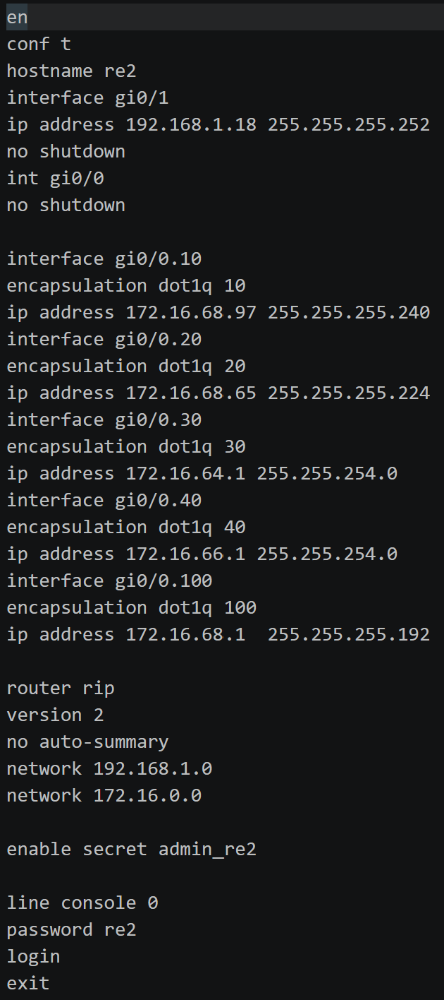 en
conf t
hostname re2
interface gi0/1
ip address 192.168.1.18 255.255.255.252
no shutdown
int gi0/0
no shutdown

interface gi0/0.10
encapsulation dot1q 10
ip address 172.16.68.97 255.255.255.240
interface gi0/0.20
encapsulation dot1q 20
ip address 172.16.68.65 255.255.255.224
interface gi0/0.30
encapsulation dot1q 30
ip address 172.16.64.1 255.255.254.0
interface gi0/0.40
encapsulation dot1q 40
ip address 172.16.66.1 255.255.254.0
interface gi0/0.100
encapsulation dot1q 100
ip address 172.16.68.1  255.255.255.192

router rip
version 2
no auto-summary
network 192.168.1.0
network 172.16.0.0

enable secret admin_re2

line console 0
password re2
login
exit